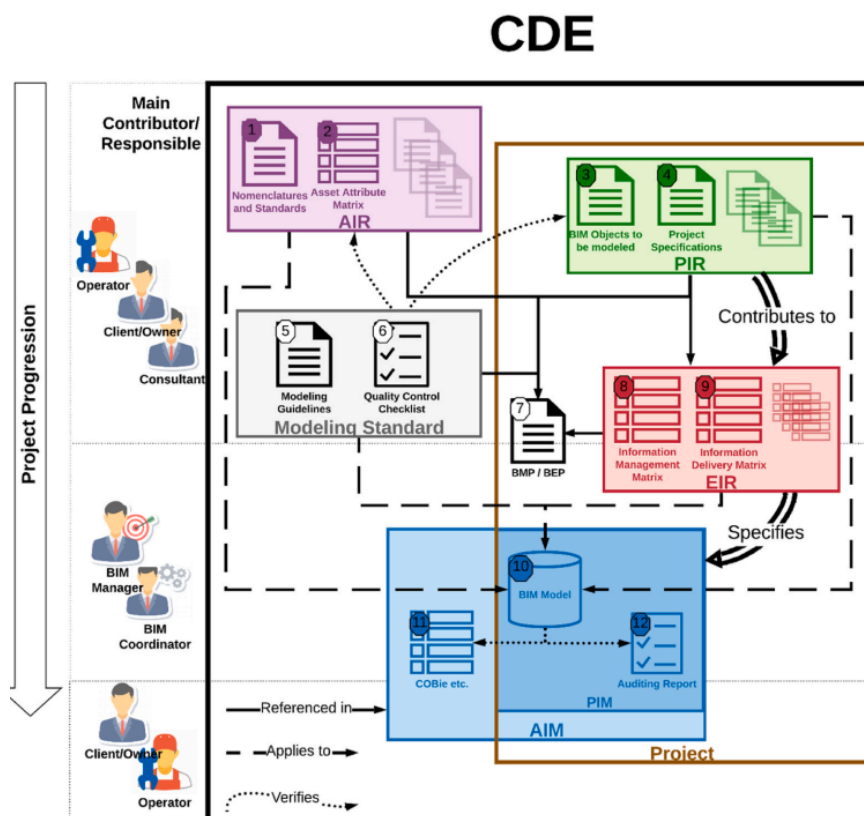 CDE
Main
Contributor/
Responsible
Project Progression
1
2
Nomenclatures
and Standards
Asset Attribute
Matrix
AIR
3
4
BIM Objects to
be modeled
Project
Specifications
PIR
Operator
Client/Owner
Consultant
Contributes to
5
6
Modeling
Guidelines
Quality Control
Checklist
Modeling Standard
7
BMP / BEP
8
9
Information
Management
Matrix
Information
Delivery Matrix
EIR
Specifies
BIM
Manager
BIM
Coordinator
10
BIM Model
11
COBie etc.
12
Auditing Report
PIM
AIM
Project
Client/Owner
Operator
Referenced in
Applies to
Verifies